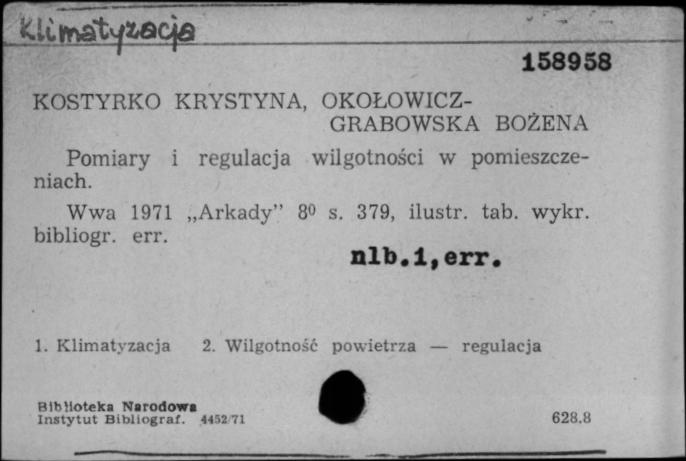 Klimatyzacja
158958
KOSTYRKO KRYSTYNA, OKOŁOWICZ-
GRABOWSKA BOŻENA
Pomiary i regulacja wilgotności w pomieszcze-
niach.
Wwa 1971 „Arkady” 8⁰ s. 379, ilustr. tab. wykr.
bibliogr. err.
nlb.1,err.
1. Klimatyzacja 2. Wilgotność powietrza — regulacja
Biblioteka Narodowa
Instytut Bibliograf. 4452/71
628.8